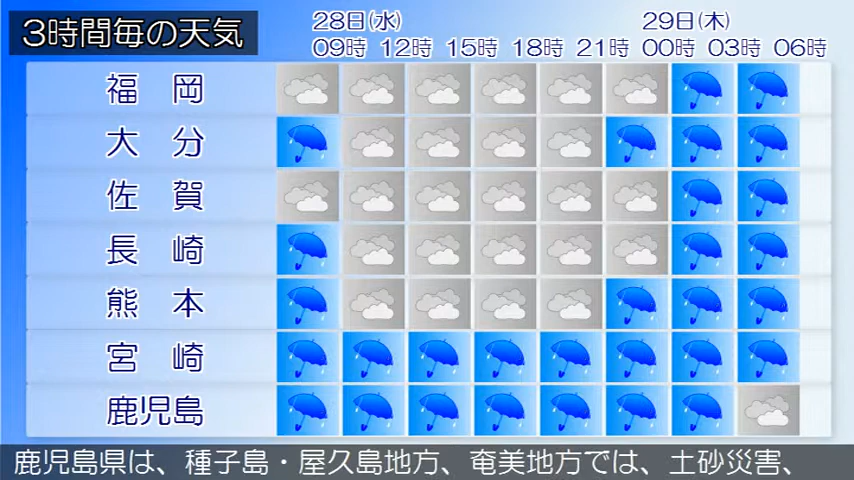 3時間毎の天気
28日(水) 29日(木)
09時 12時 15時 18時 21時 00時 03時 06時
福岡
大分
佐賀
長崎
熊本
宮崎
鹿児島
鹿児島県は、種子島・屋久島地方、奄美地方では、土砂災害、